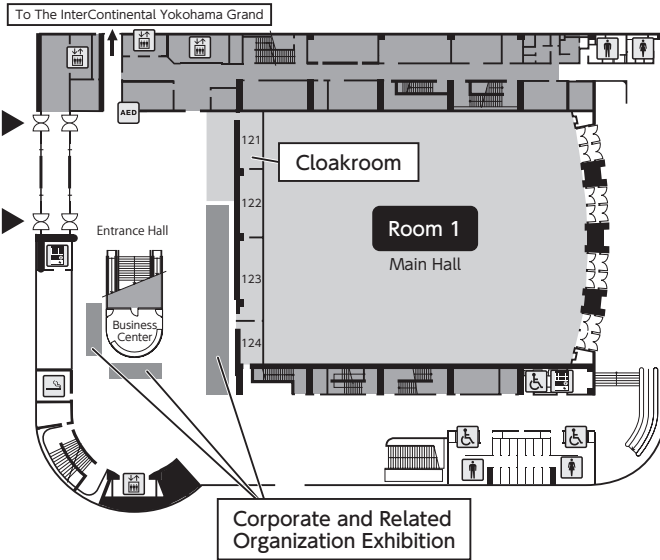 To The InterContinental Yokohama Grand
AED
121
Cloakroom
122
Room 1
Entrance Hall
Main Hall
123
Business
Center
124
Corporate and Related
Organization Exhibition